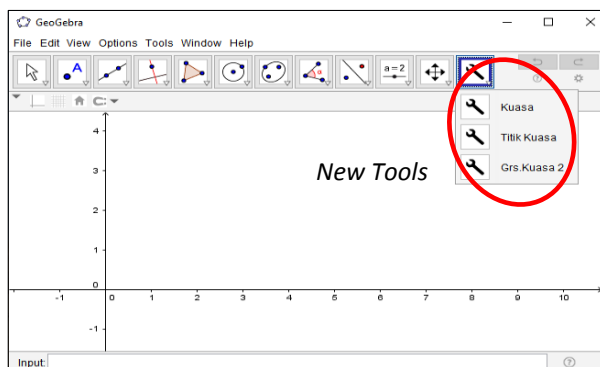 GeoGebra
File Edit View Options Tools Window Help
A
α
a=2
Kuasa
Titik Kuasa
Grs.Kuasa 2
New Tools
4
3
2
1
0
-1
-1 0 1 2 3 4 5 6 7 8 9 10
Input: